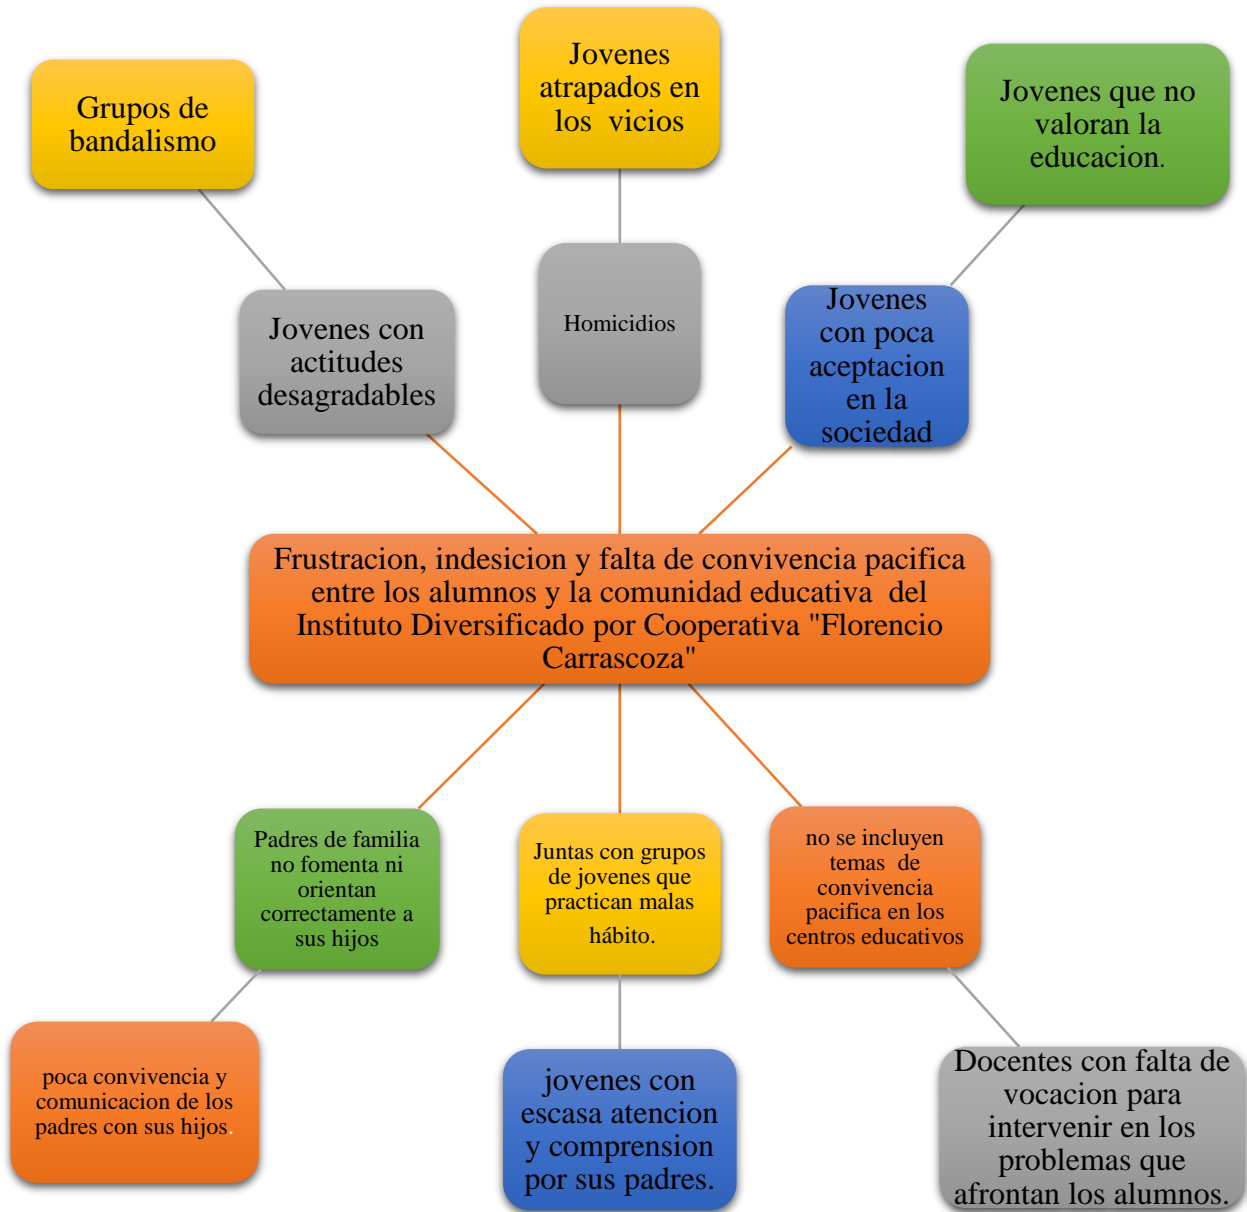 Grupos de
bandalismo
Jovenes
atrapados en
los vicios
Jovenes que no
valoran la
educacion.
Jovenes con
actitudes
desagradables
Homicidios
Jovenes
con poca
aceptacion
en la
sociedad
Frustracion, indesicion y falta de convivencia pacifica
entre los alumnos y la comunidad educativa del
Instituto Diversificado por Cooperativa "Florencio
Carrascoza"
Padres de familia
no fomenta ni
orientan
correctamente a
sus hijos
Juntas con grupos
de jovenes que
practican malas
hábito.
no se incluyen
temas de
convivencia
pacifica en los
centros educativos
poca convivencia y
comunicacion de los
padres con sus hijos.
jovenes con
escasa atencion
y comprension
por sus padres.
Docentes con falta de
vocacion para
intervenir en los
problemas que
afrontan los alumnos.